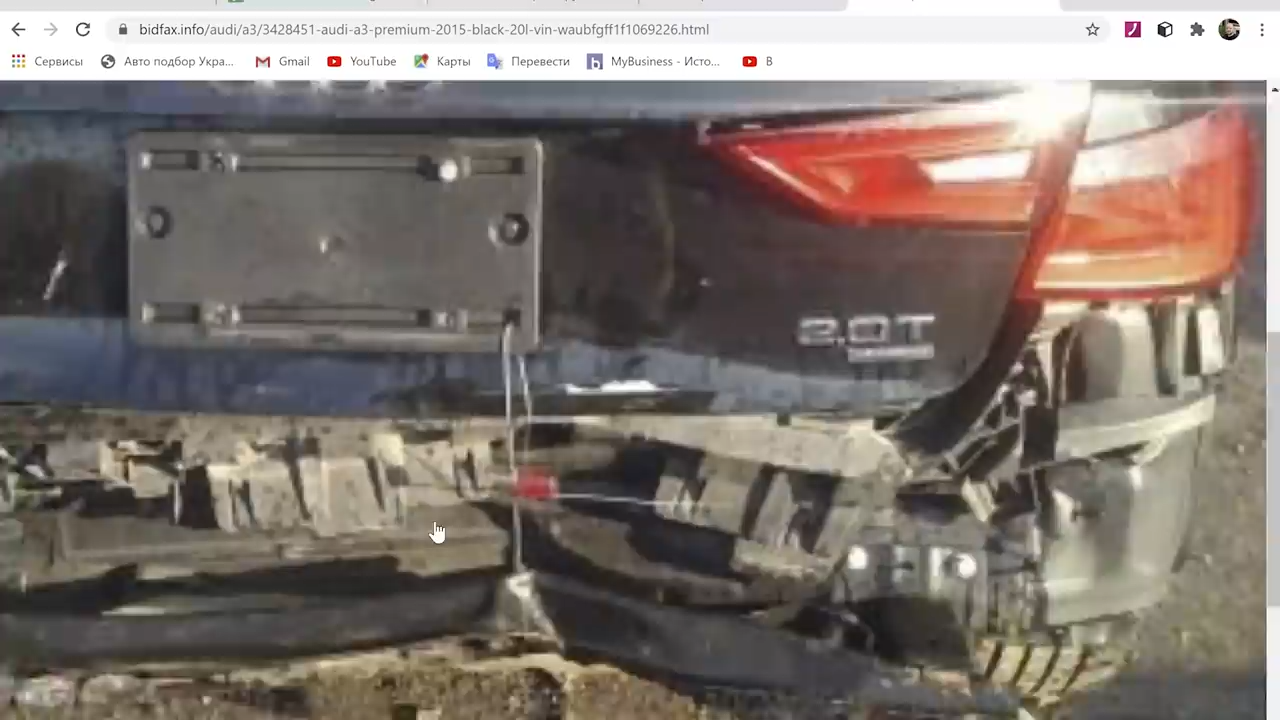 bidfax.info/audi/a3/3428451-audi-a3-premium-2015-black-20l-vin-waubfgff1f1069226.html
Сервисы Авто подбор Укра... Gmail YouTube Карты Перевести MyBusiness - Исто... В
2.0T